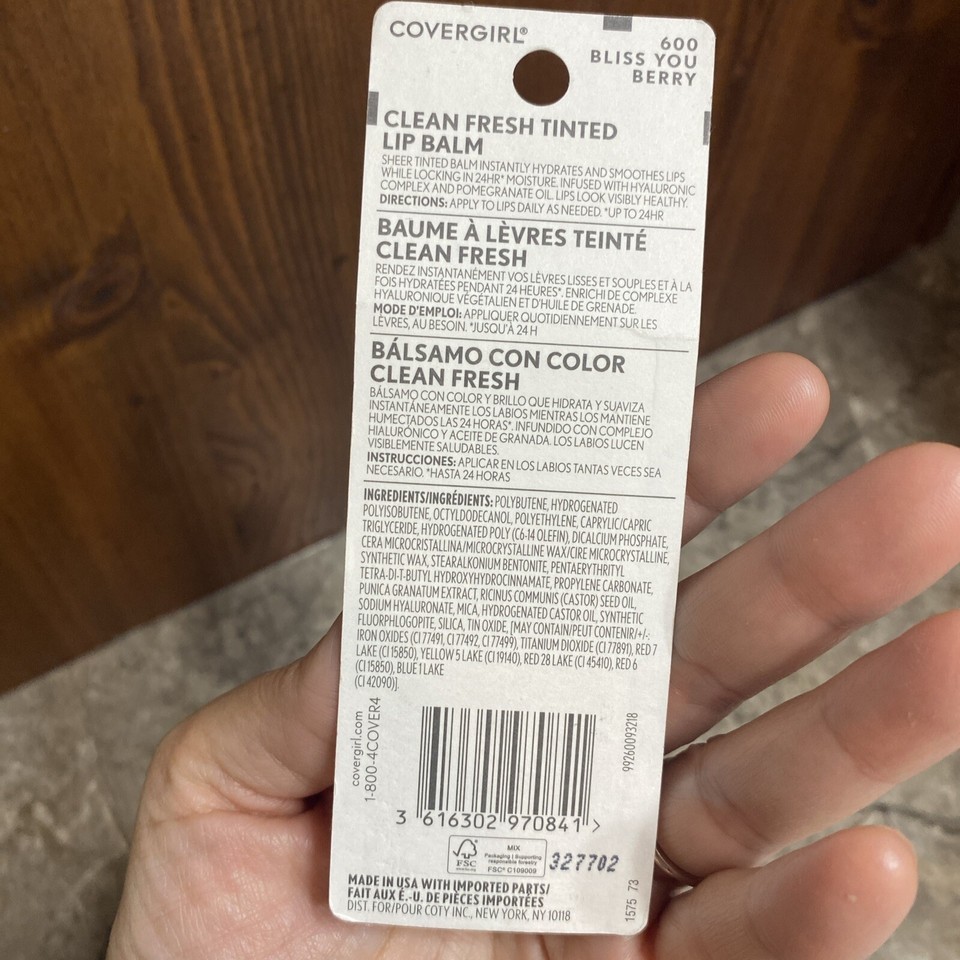 COVERGIRL®
600
BLISS YOU
BERRY
CLEAN FRESH TINTED
LIP BALM
SHEER TINTED BALM INSTANTLY HYDRATES AND SMOOTHES LIPS
WHILE LOCKING IN 24HR* MOISTURE. INFUSED WITH HYALURONIC
COMPLEX AND POMEGRANATE OIL. LIPS LOOK VISIBLY HEALTHY.
DIRECTIONS: APPLY TO LIPS DAILY AS NEEDED. *UP TO 24HR
BAUME À LÈVRES TEINTÉ
CLEAN FRESH
RENDEZ INSTANTANÉMENT VOS LÈVRES LISSES ET SOUPLES ET À LA
FOIS HYDRATÉES PENDANT 24 HEURES*. ENRICHI DE COMPLEXE
HYALURONIQUE VÉGÉTALIEN ET D'HUILE DE GRENADE.
MODE D'EMPLOI: APPLIQUER QUOTIDIENNEMENT SUR LES
LÈVRES, AU BESOIN. *JUSQU'À 24 H
BÁLSAMO CON COLOR
CLEAN FRESH
BÁLSAMO CON COLOR Y BRILLO QUE HIDRATA Y SUAVIZA
INSTANTÁNEAMENTE LOS LABIOS MIENTRAS LOS MANTIENE
HUMECTADOS LAS 24 HORAS*. INFUNDIDO CON COMPLEJO
HIALURÓNICO Y ACEITE DE GRANADA. LOS LABIOS LUCEN
VISIBLEMENTE SALUDABLES.
INSTRUCCIONES: APLICAR EN LOS LABIOS TANTAS VECES SEA
NECESARIO. *HASTA 24 HORAS
INGREDIENTS/INGRÉDIENTS: POLYBUTENE, HYDROGENATED
POLYISOBUTENE, OCTYLDODECANOL, POLYETHYLENE, CAPRYLIC/CAPRIC
TRIGLYCERIDE, HYDROGENATED POLY (C6-14 OLEFIN), DICALCIUM PHOSPHATE,
CERA MICROCRISTALLINA/MICROCRYSTALLINE WAX/CIRE MICROCRISTALLINE,
SYNTHETIC WAX, STEARALKONIUM BENTONITE, PENTAERYTHRITYL
TETRA-DI-T-BUTYL HYDROXYHYDROCINNAMATE, PROPYLENE CARBONATE,
PUNICA GRANATUM EXTRACT, RICINUS COMMUNIS (CASTOR) SEED OIL,
SODIUM HYALURONATE, MICA, HYDROGENATED CASTOR OIL, SYNTHETIC
FLUORPHLOGOPITE, SILICA, TIN OXIDE, [MAY CONTAIN/PEUT CONTENIR/+/-:
IRON OXIDES (CI 77491, CI 77492, CI 77499), TITANIUM DIOXIDE (CI 77891), RED 7
LAKE (CI 15850), YELLOW 5 LAKE (CI 19140), RED 28 LAKE (CI 45410), RED 6
(CI 15850), BLUE 1 LAKE
(CI 42090)].
covergirl.com
1-800-4COVER4
99260093218
3 616302 970841 >
FSC
MIX
Packaging | Supporting
responsible forestry
FSC® C109009
327702
MADE IN USA WITH IMPORTED PARTS/
FAIT AUX É.-U. DE PIÈCES IMPORTÉES
DIST. FOR/POUR COTY INC., NEW YORK, NY 10118
1575 73